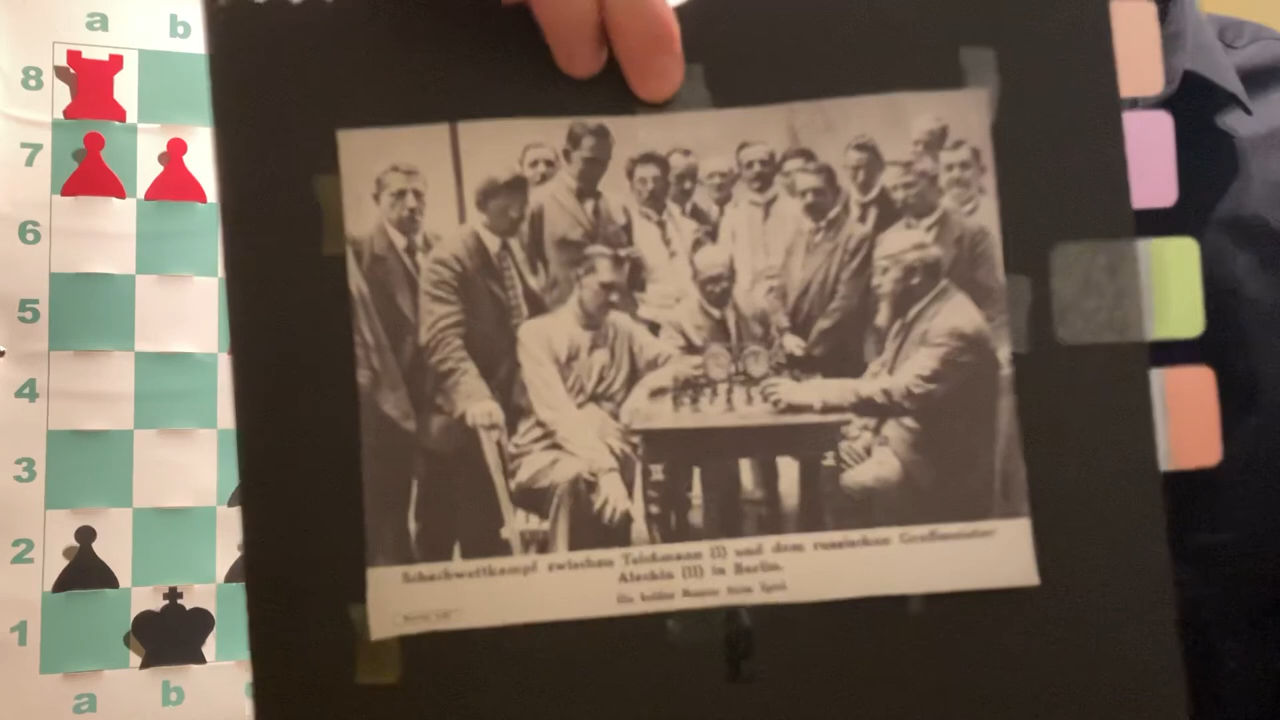 a b
8
7
6
5
4
3
2
1
a b
Schachwettkampf zwischen Teichmann (I) und dem russischen Großmeister
Alechin (II) in Berlin.
Die beiden Meister beim Spiel.